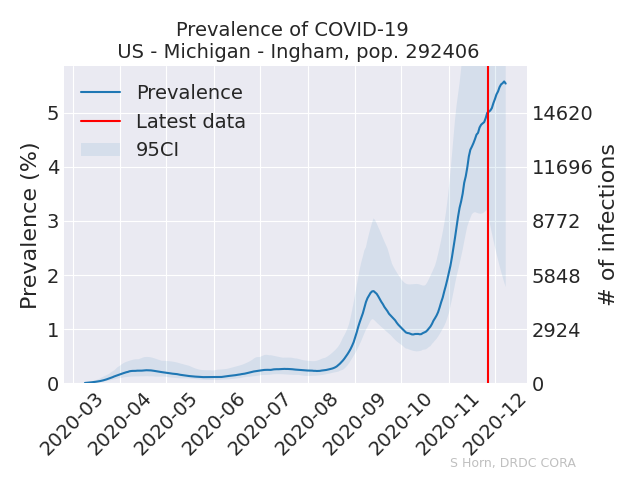 Prevalence of COVID-19
US - Michigan - Ingham, pop. 292406
Prevalence
Latest data
95CI
Prevalence (%)
5
4
3
2
1
0
14620
11696
8772
5848
2924
0
# of infections
2020-03
2020-04
2020-05
2020-06
2020-07
2020-08
2020-09
2020-10
2020-11
2020-12
S Horn, DRDC CORA